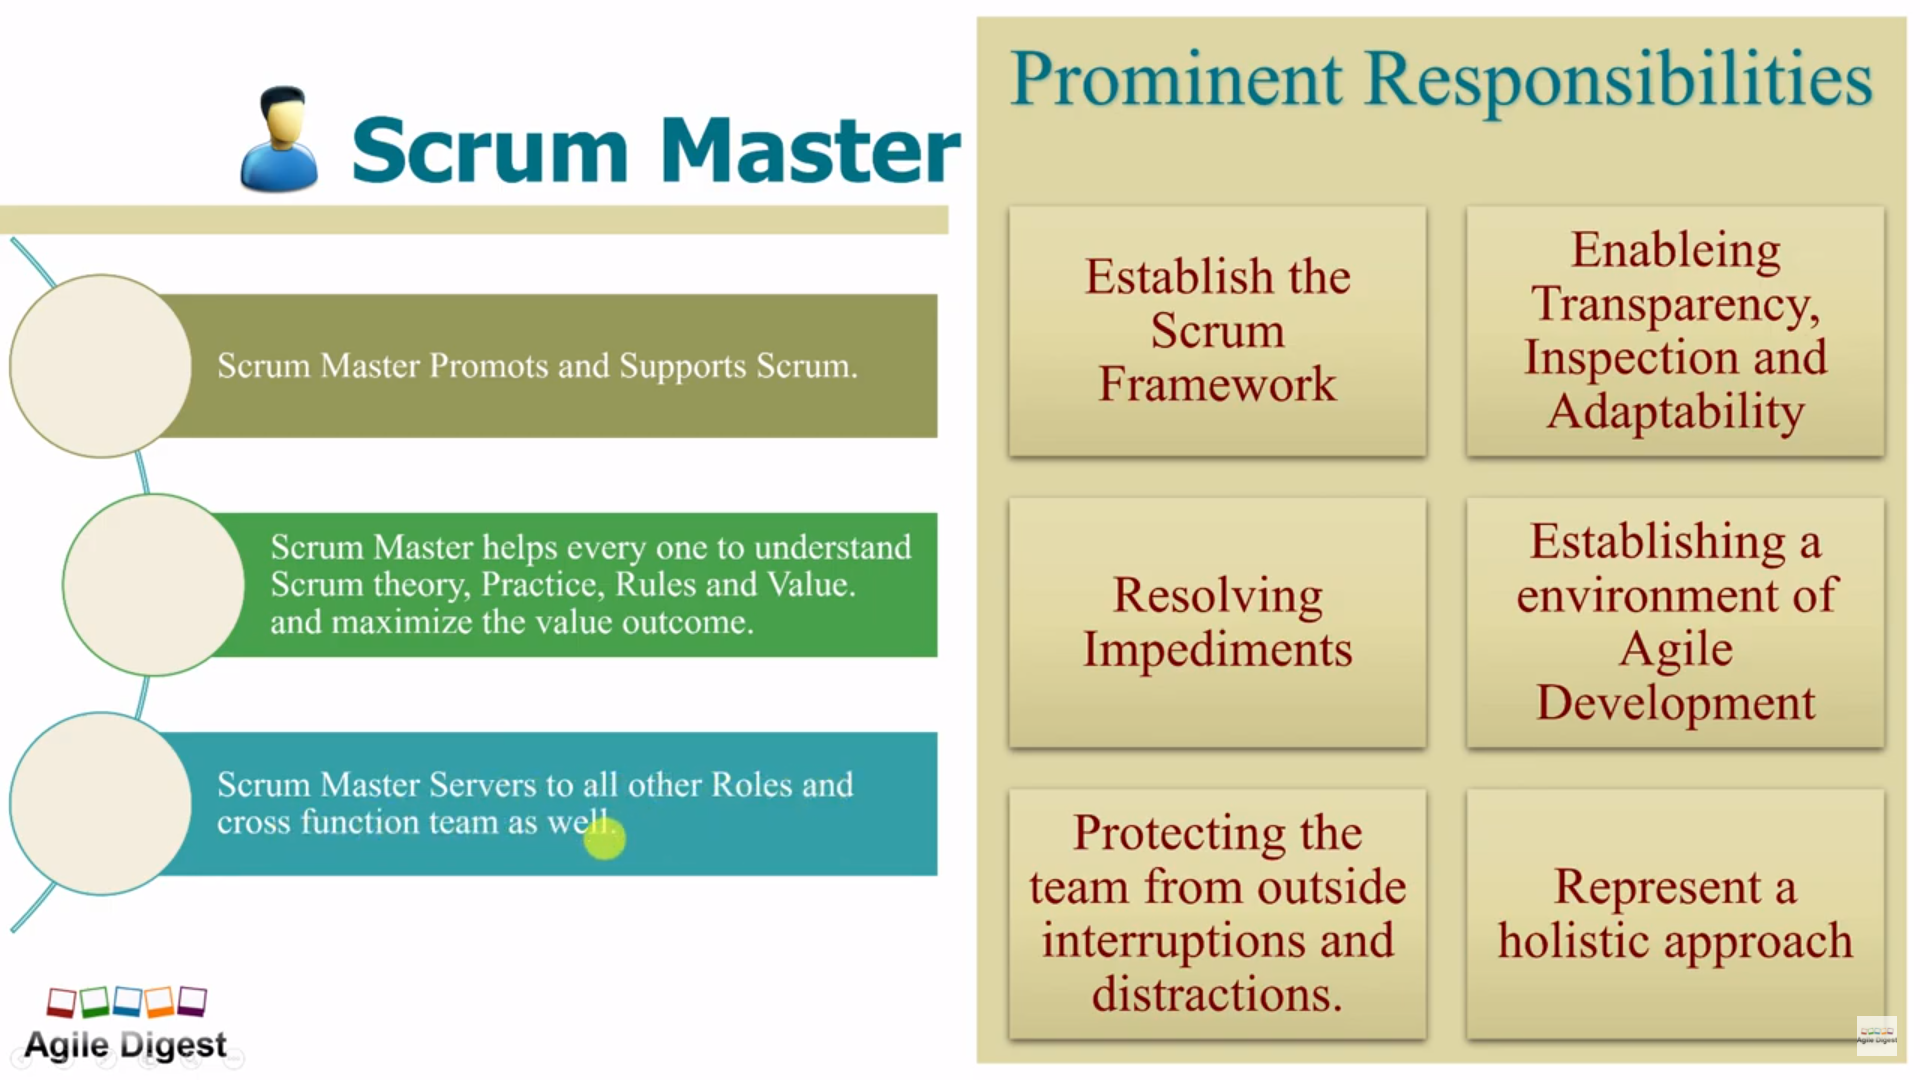 Scrum Master
Scrum Master Promots and Supports Scrum.
Scrum Master helps every one to understand
Scrum theory, Practice, Rules and Value.
and maximize the value outcome.
Scrum Master Servers to all other Roles and
cross function team as well.
Agile Digest
Prominent Responsibilities
Establish the
Scrum
Framework
Enableing
Transparency,
Inspection and
Adaptability
Resolving
Impediments
Establishing a
environment of
Agile
Development
Protecting the
team from outside
interruptions and
distractions.
Represent a
holistic approach
Agile Digest